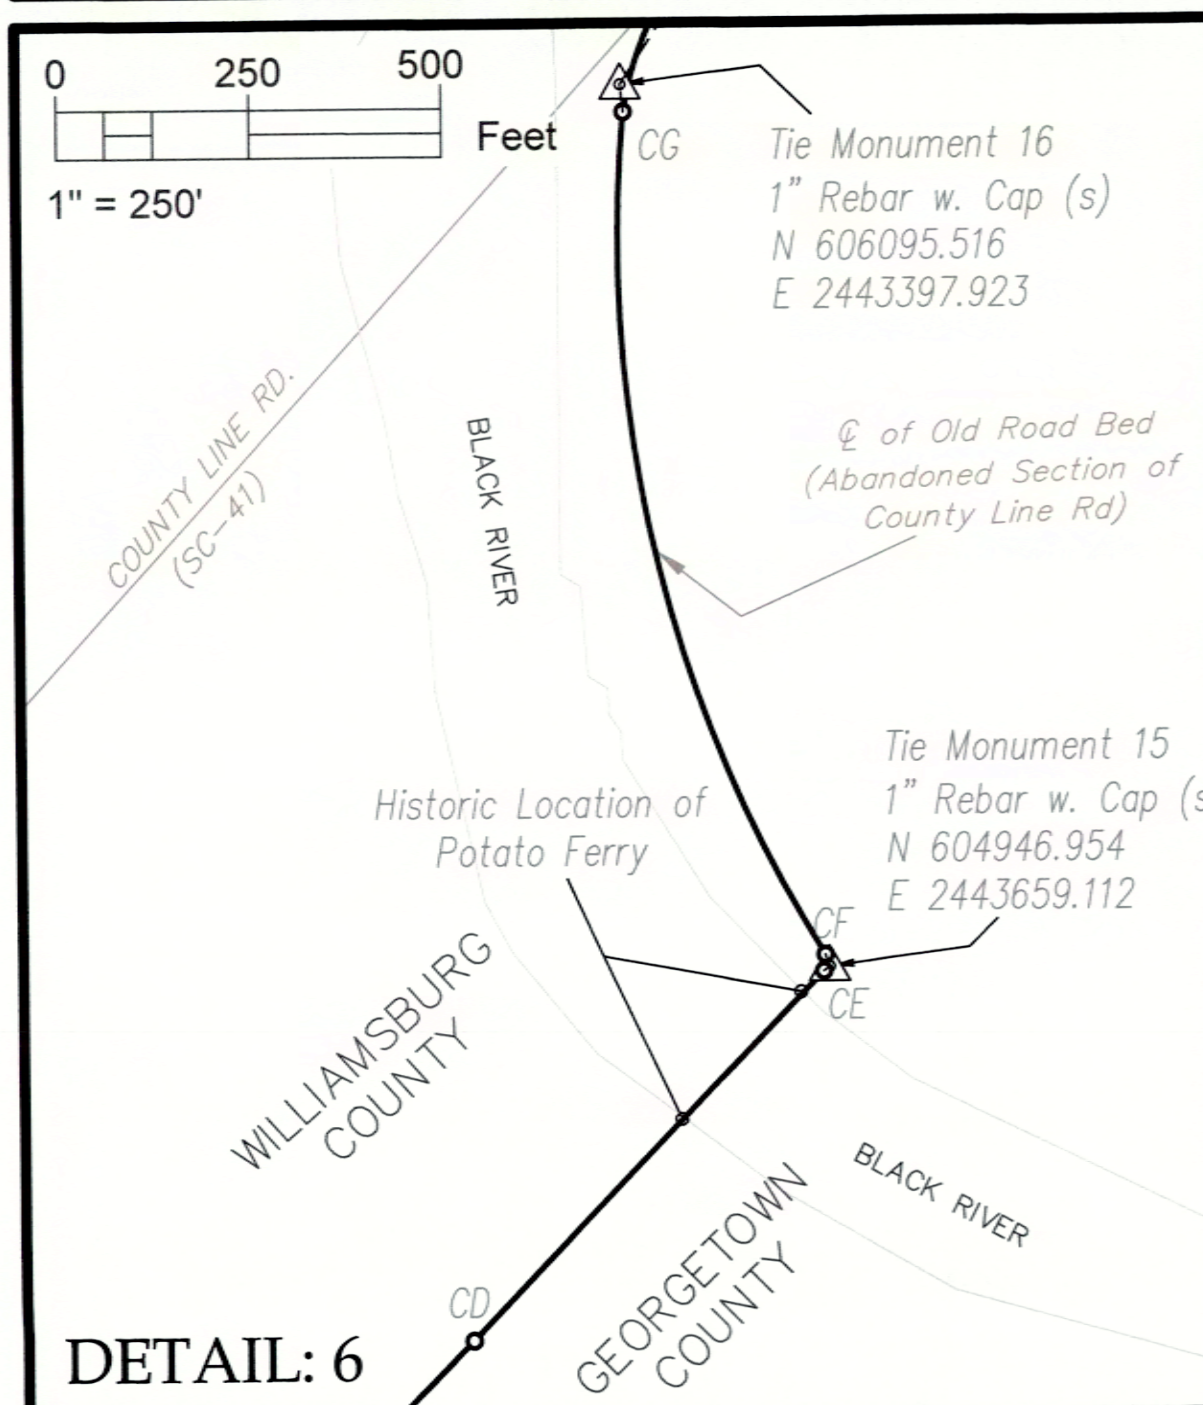 0 250 500
Feet
1" = 250'
CG
Tie Monument 16
1" Rebar w. Cap (s)
N 606095.516
E 2443397.923
COUNTY LINE RD.
(SC-41)
BLACK RIVER
℄ of Old Road Bed
(Abandoned Section of
County Line Rd)
Tie Monument 15
1" Rebar w. Cap (s
N 604946.954
E 2443659.112
Historic Location of
Potato Ferry
CF
CE
WILLIAMSBURG
COUNTY
BLACK RIVER
GEORGETOWN
COUNTY
CD
DETAIL: 6